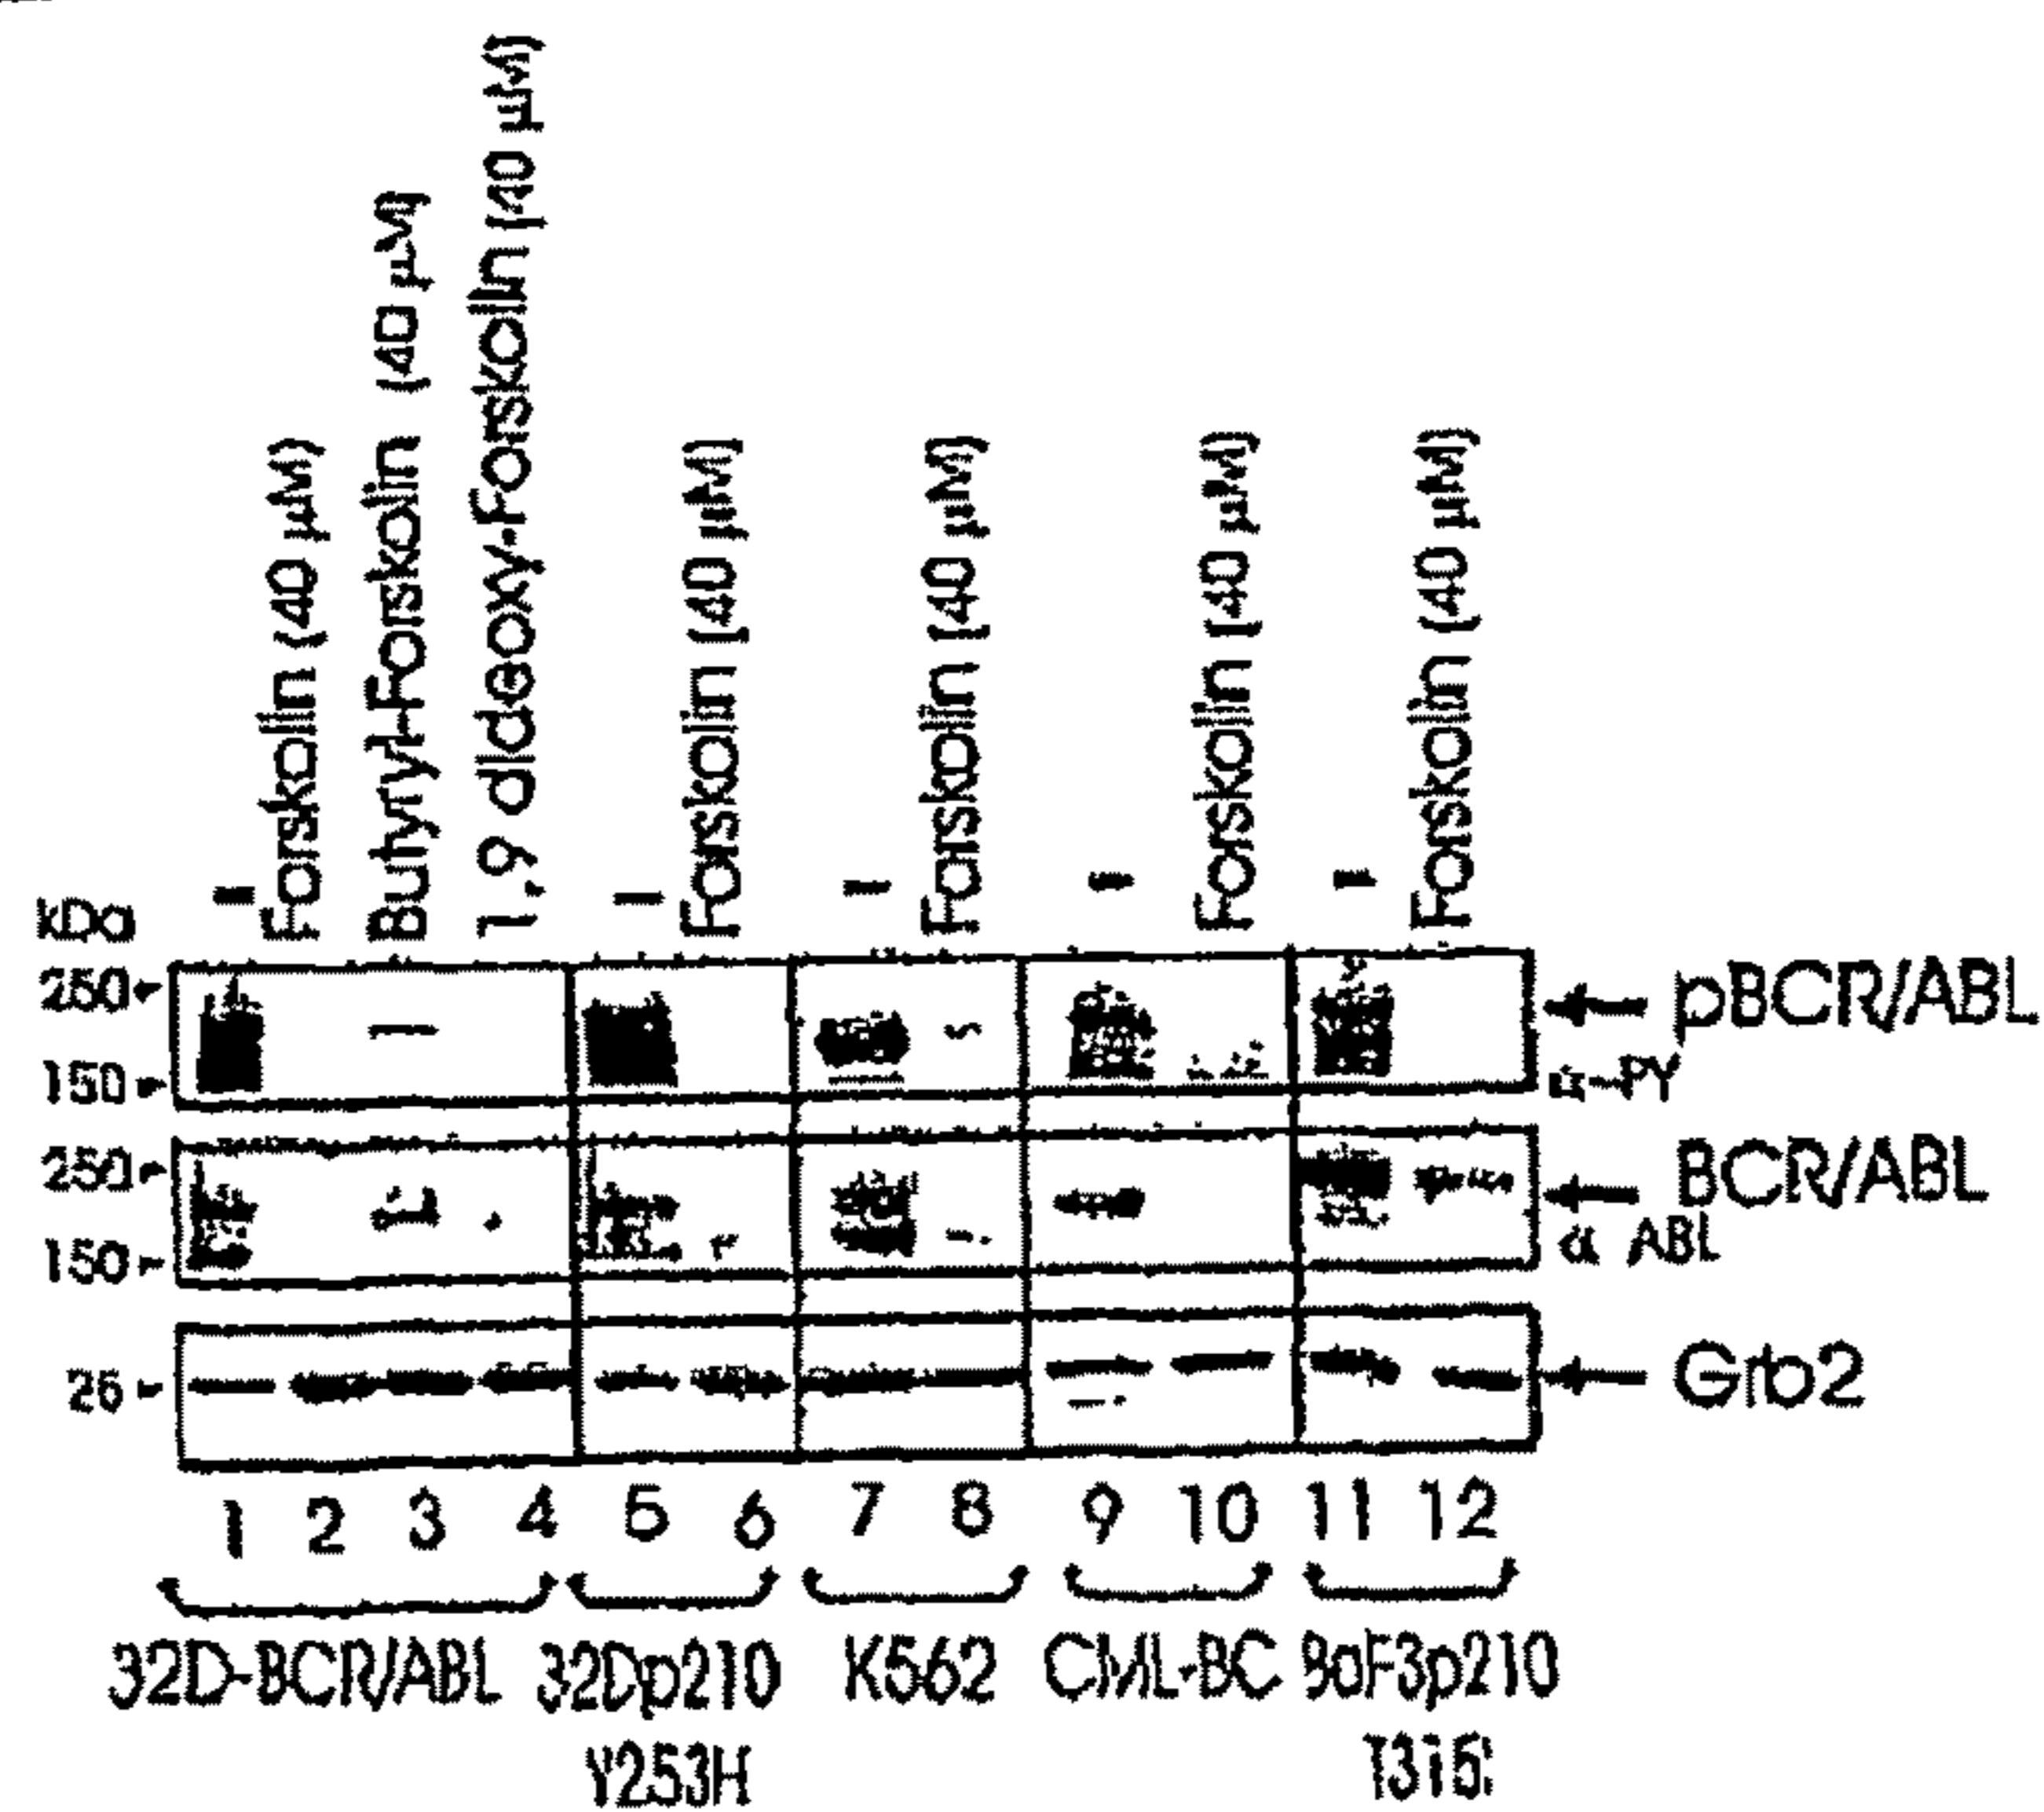 Forskolin (40 µM)
Butyryl-Forskolin (40 µM)
1,9 dideoxy-Forskolin (40 µM)
Forskolin (40 µM)
Forskolin (40 µM)
Forskolin (40 µM)
Forskolin (40 µM)
- - - - -
KDa
250
150
pBCR/ABL
α-PY
250
150
BCR/ABL
α ABL
25
Grb2
1 2 3 4 5 6 7 8 9 10 11 12
32D-BCR/ABL 32Dp210 K562 CML-BC BaF3p210
Y253H T315I